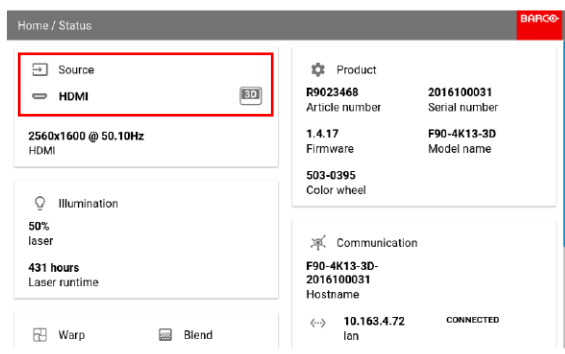 Home / Status
BARCO
Source
HDMI
3D
2560x1600 @ 50.10Hz
HDMI
Illumination
50%
laser
431 hours
Laser runtime
Warp
Blend
Product
R9023468
2016100031
Article number
Serial number
1.4.17
F90-4K13-3D
Firmware
Model name
503-0395
Color wheel
Communication
F90-4K13-3D-
2016100031
Hostname
10.163.4.72
CONNECTED
lan